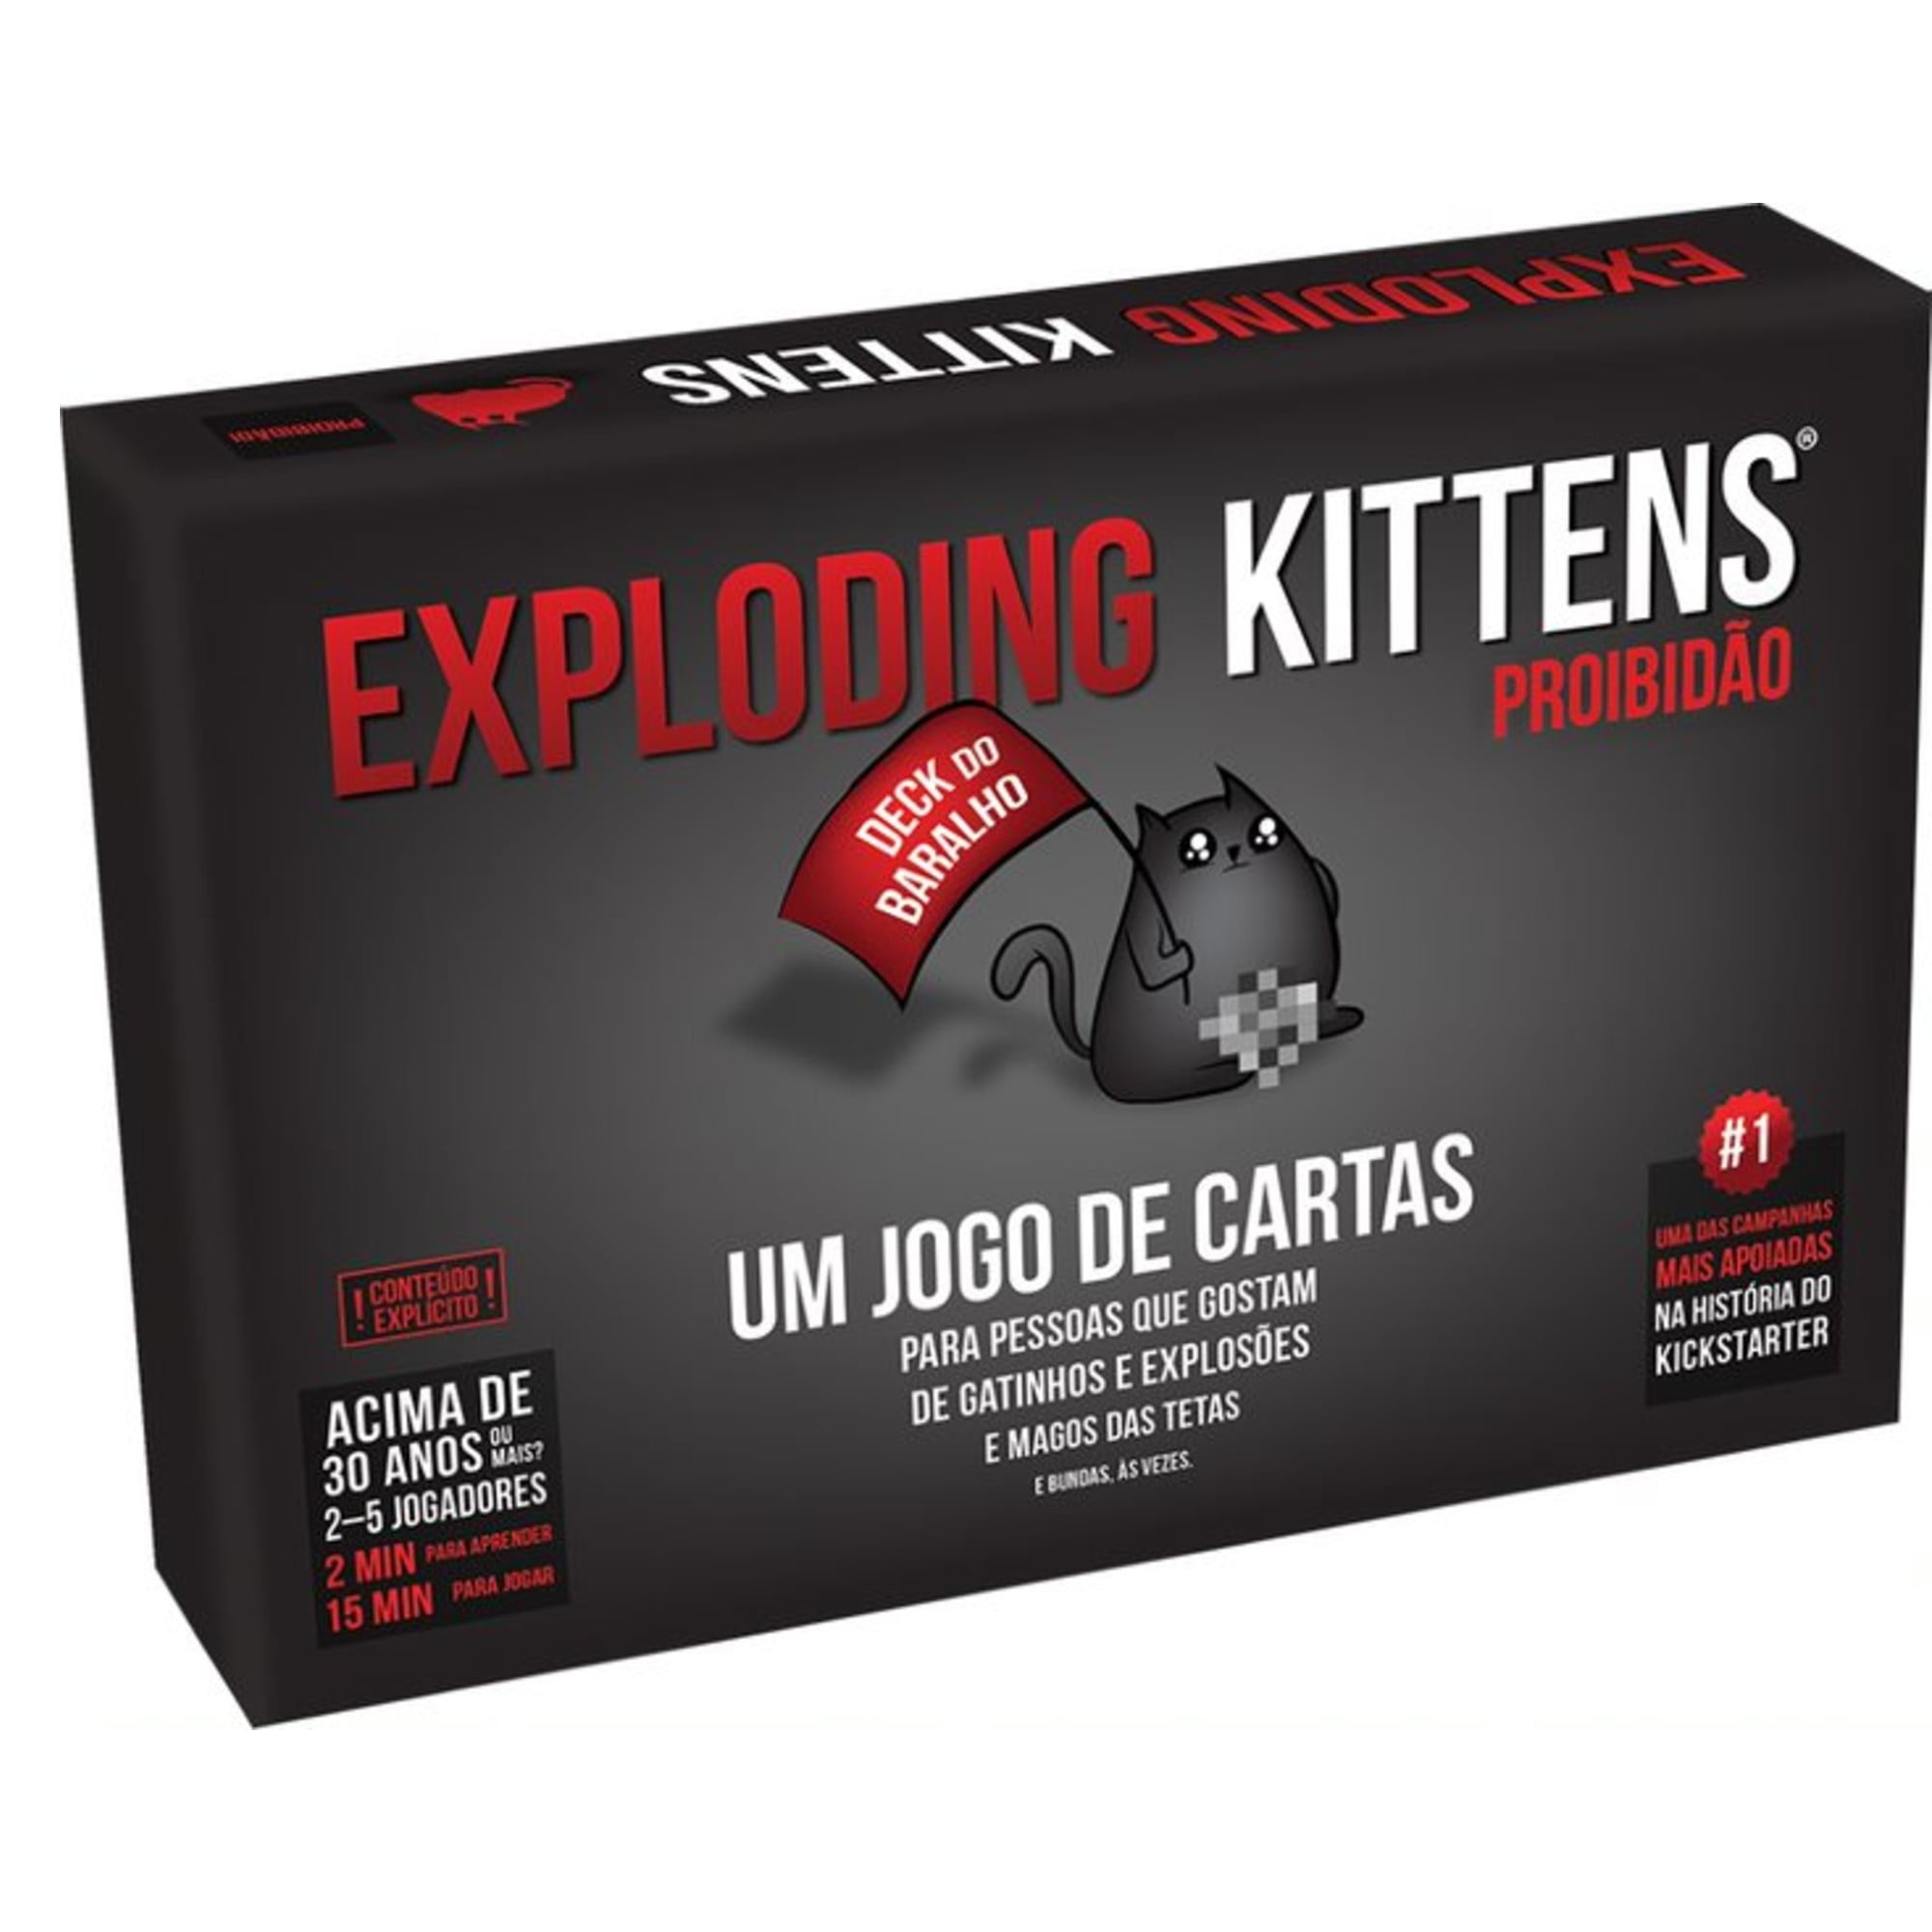 EXPLODING KITTENS
PROIBIDÃO!
EXPLODING KITTENS®
PROIBIDÃO
DECK DO
BARALHO
UM JOGO DE CARTAS
PARA PESSOAS QUE GOSTAM
DE GATINHOS E EXPLOSÕES
E MAGOS DAS TETAS
E BUNDAS, ÀS VEZES.
! CONTEÚDO
EXPLÍCITO !
ACIMA DE
30 ANOS OU MAIS?
2–5 JOGADORES
2 MIN PARA APRENDER
15 MIN PARA JOGAR
#1
UMA DAS CAMPANHAS
MAIS APOIADAS
NA HISTÓRIA DO
KICKSTARTER